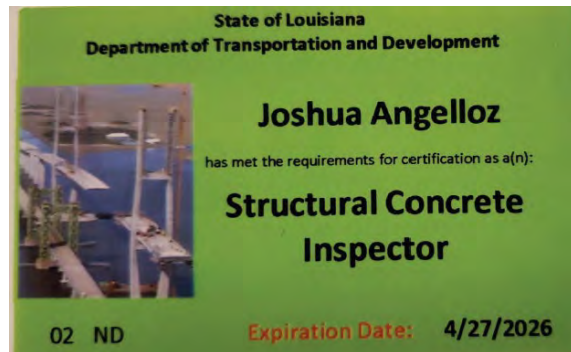 State of Louisiana
Department of Transportation and Development
Joshua Angelloz
has met the requirements for certification as a(n):
Structural Concrete
Inspector
02 ND Expiration Date: 4/27/2026